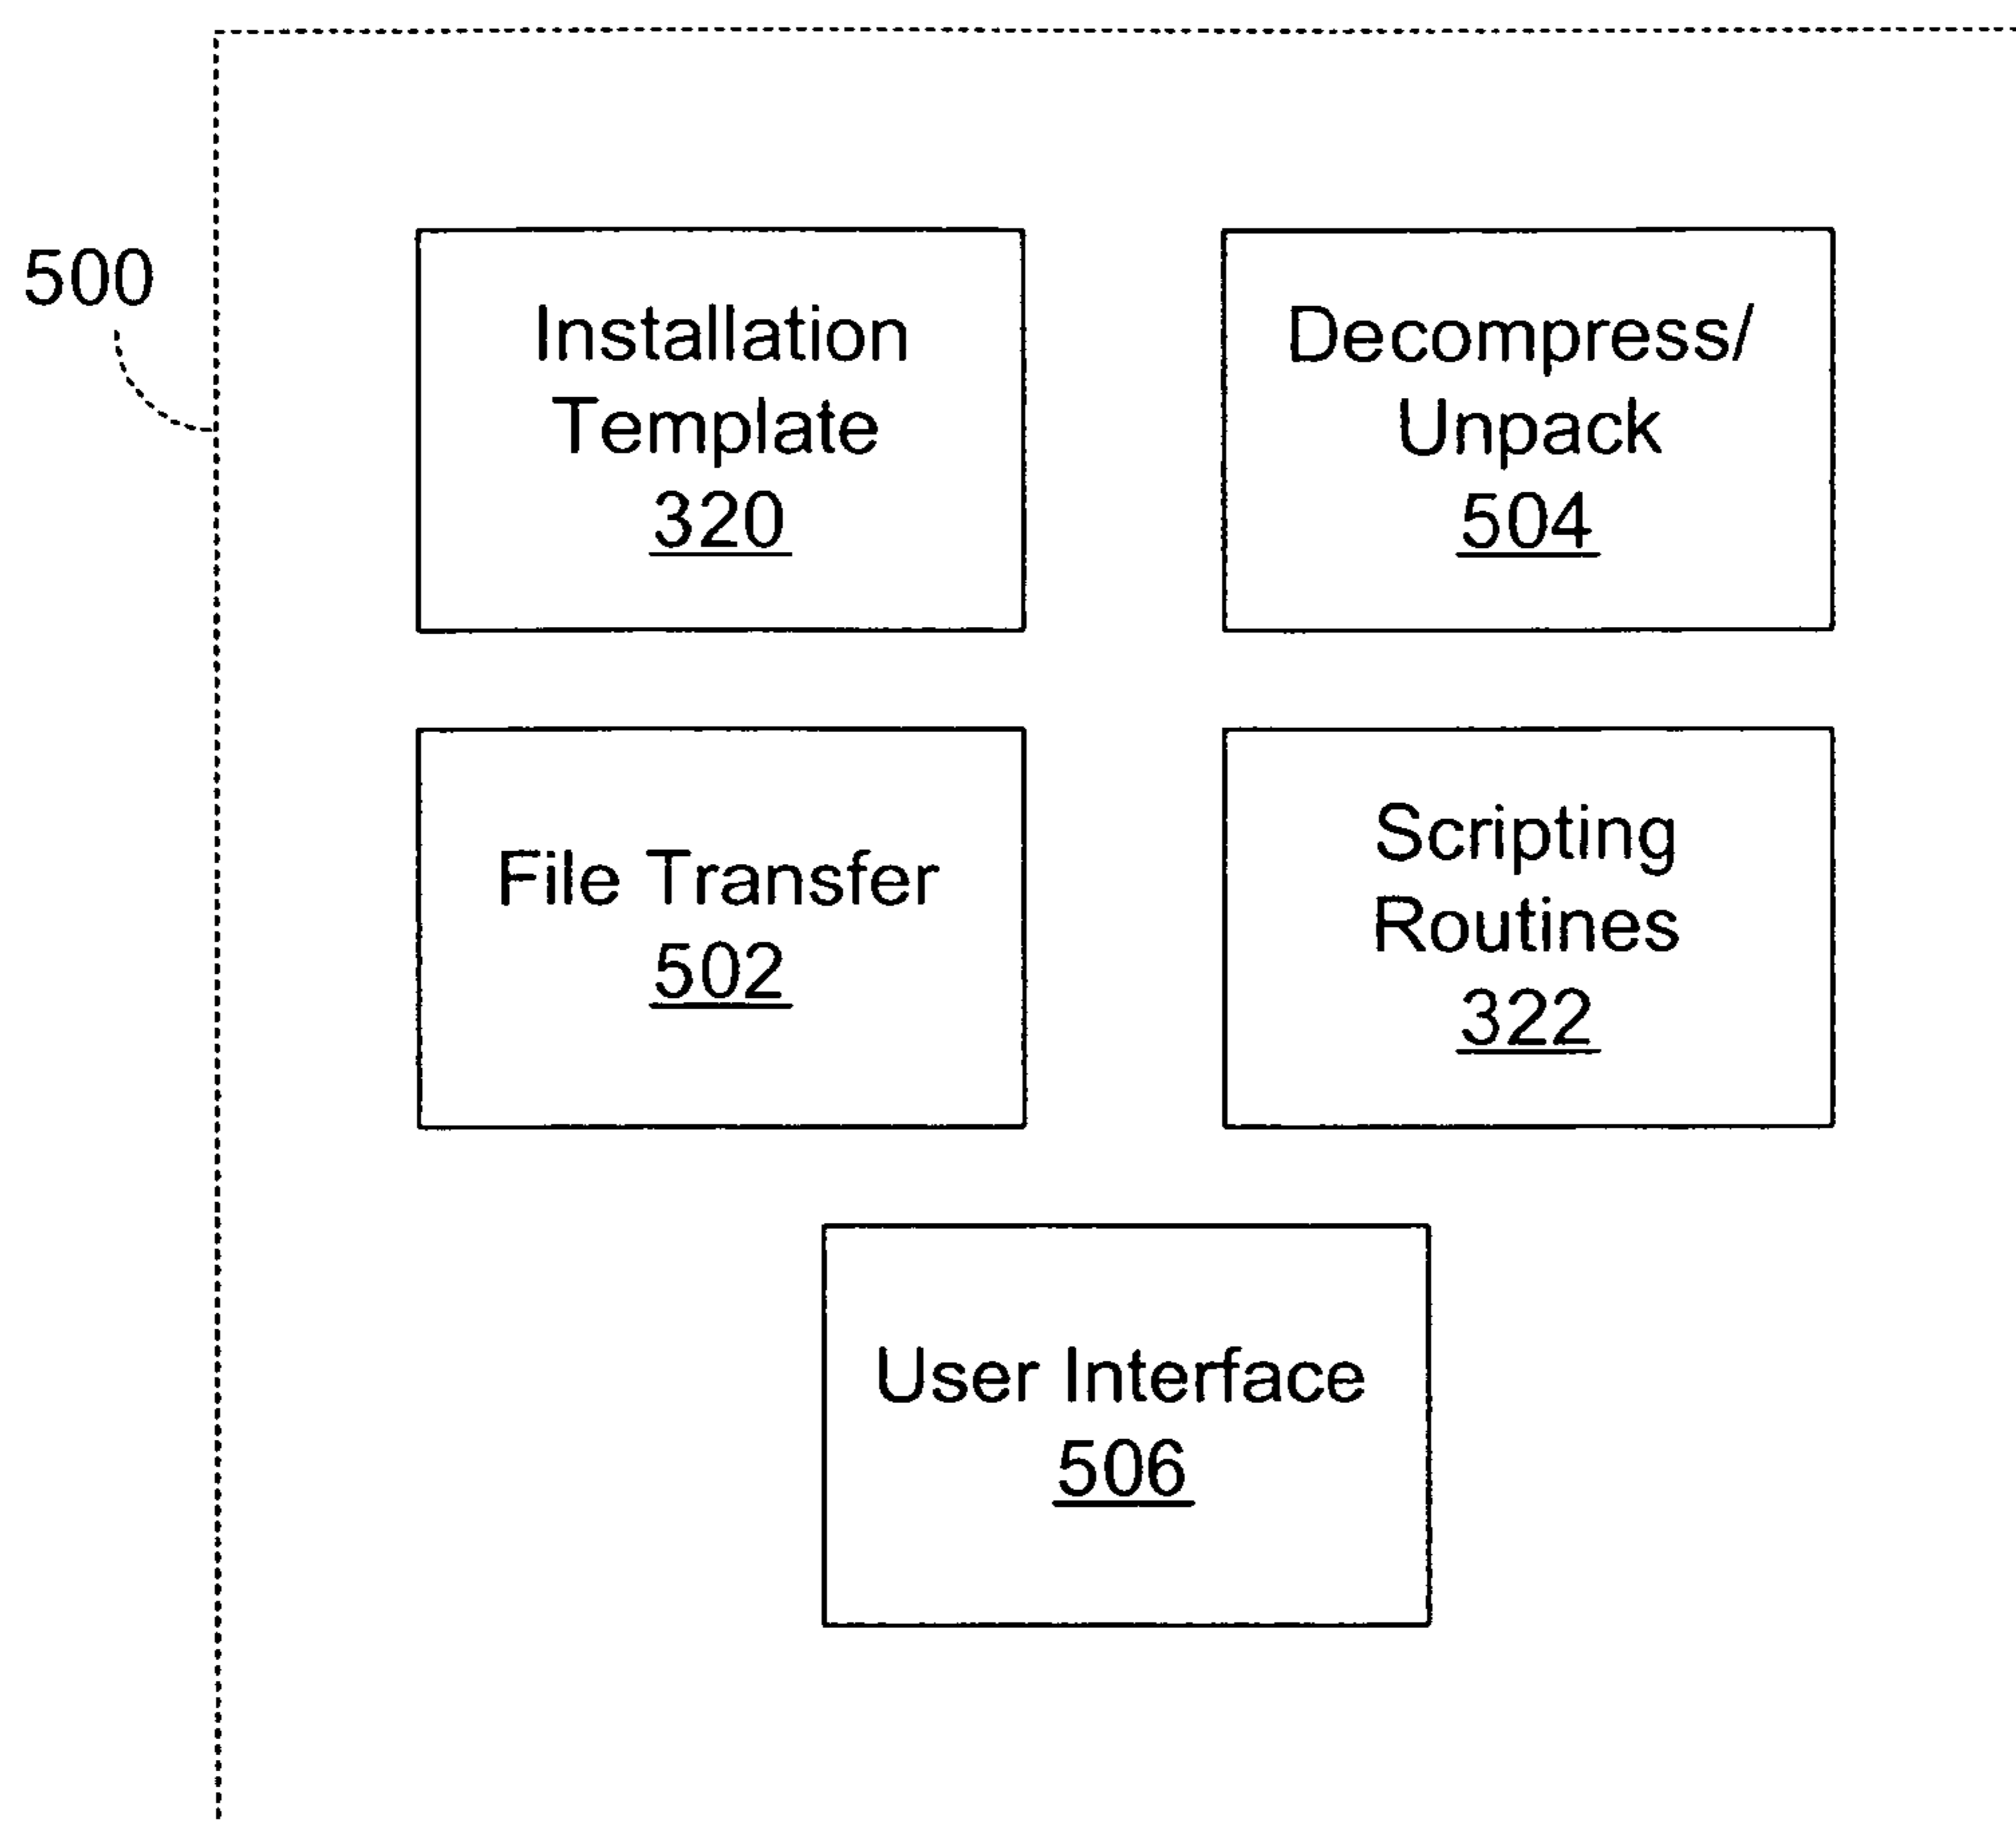 500
Installation
Template
320
Decompress/
Unpack
504
File Transfer
502
Scripting
Routines
322
User Interface
506